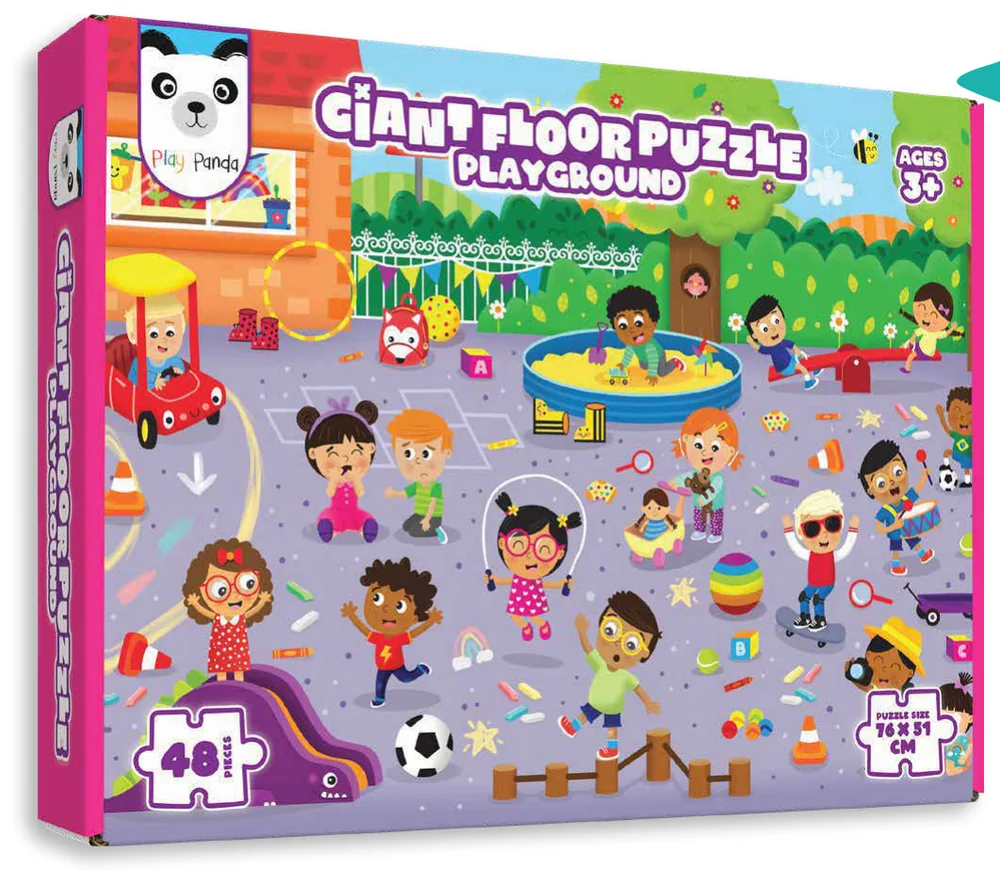 Play Panda
GIANT FLOOR PUZZLE
PLAYGROUND
AGES
3+
GIANT FLOOR PUZZLE
PLAYGROUND
A
B
C
48
PIECES
PUZZLE SIZE
76 X 51
CM